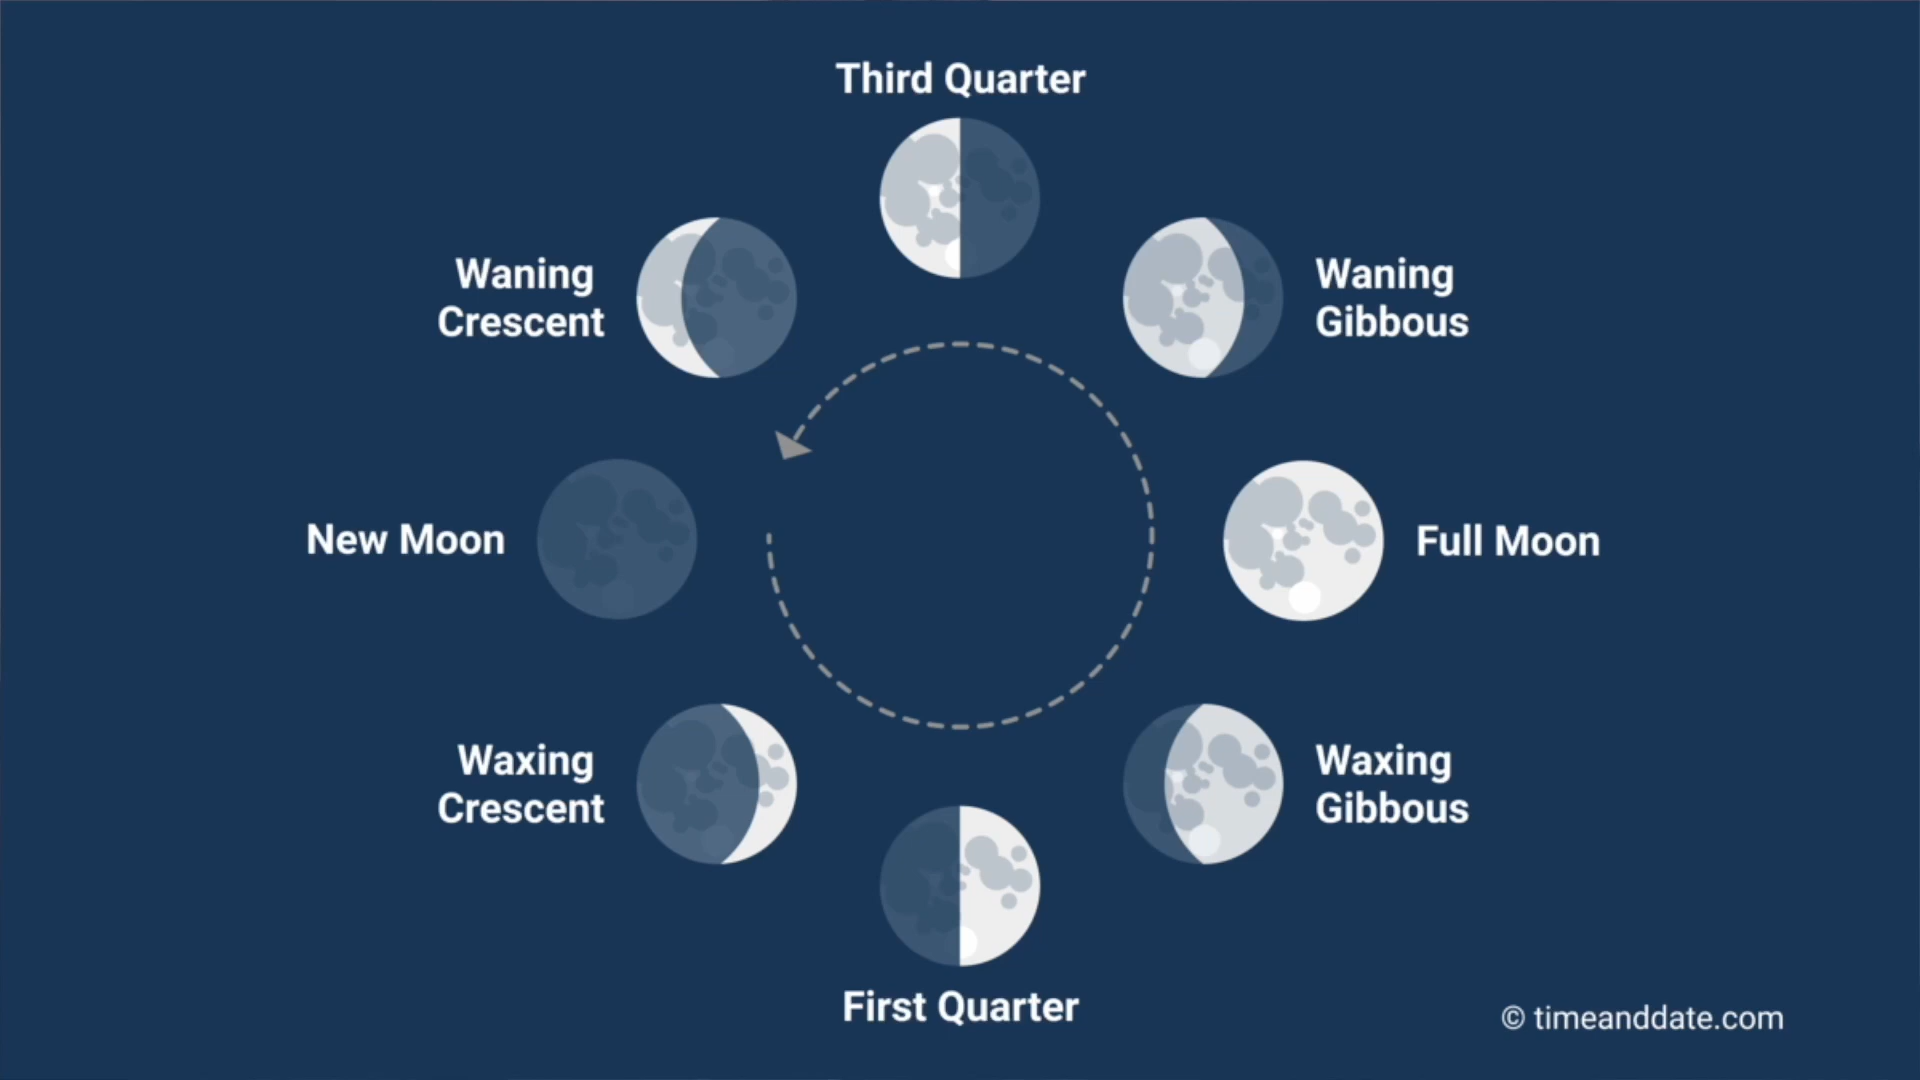 Third Quarter
Waning
Crescent
Waning
Gibbous
New Moon
Full Moon
Waxing
Crescent
Waxing
Gibbous
First Quarter
© timeanddate.com